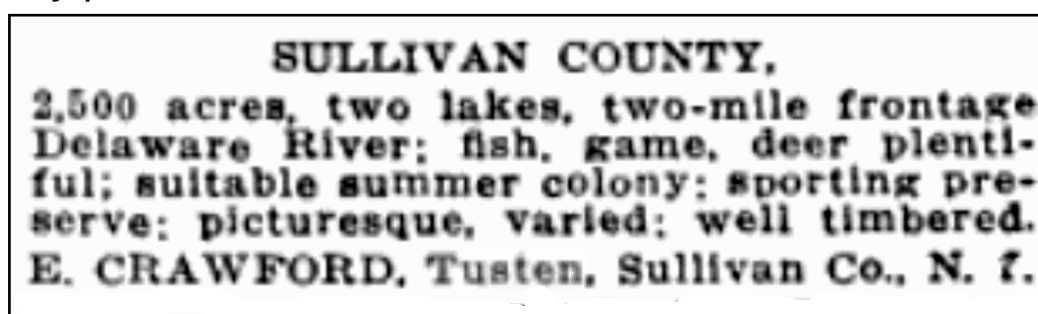 SULLIVAN COUNTY.
2,500 acres, two lakes, two-mile frontage
Delaware River; fish, game, deer plenti-
ful; suitable summer colony; sporting pre-
serve; picturesque, varied; well timbered.
E. CRAWFORD, Tusten, Sullivan Co., N.